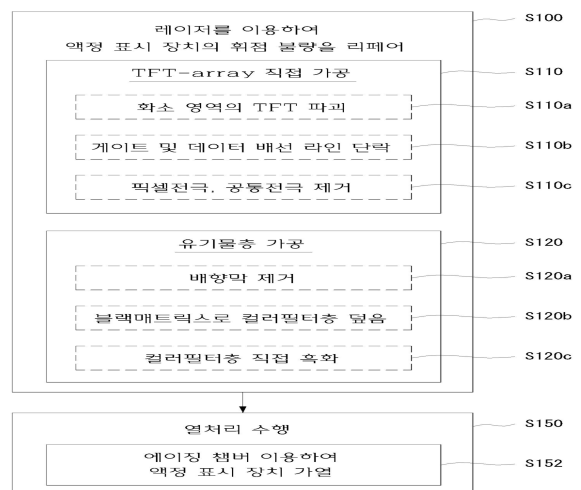 레이저를 이용하여
액정 표시 장치의 휘점 불량을 리페어
S100
TFT-array 직접 가공
S110
화소 영역의 TFT 파괴
S110a
게이트 및 데이터 배선 라인 단락
S110b
픽셀전극, 공통전극 제거
S110c
유기물층 가공
S120
배향막 제거
S120a
블랙매트릭스로 컬러필터층 덮음
S120b
컬러필터층 직접 흑화
S120c
열처리 수행
S150
에이징 챔버 이용하여
액정 표시 장치 가열
S152